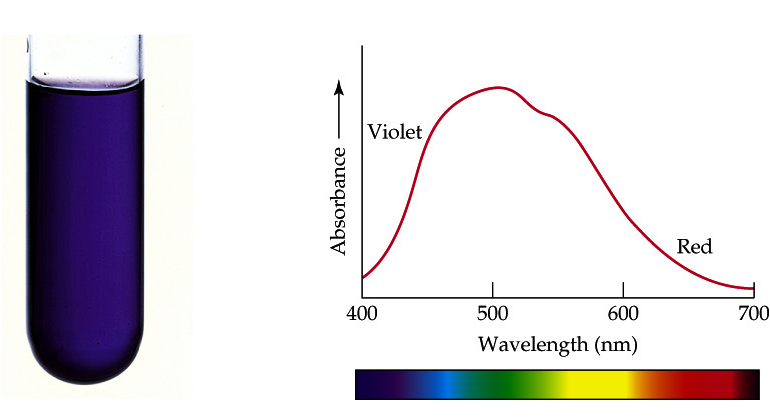 Violet
Absorbance
Red
400
500
600
700
Wavelength (nm)